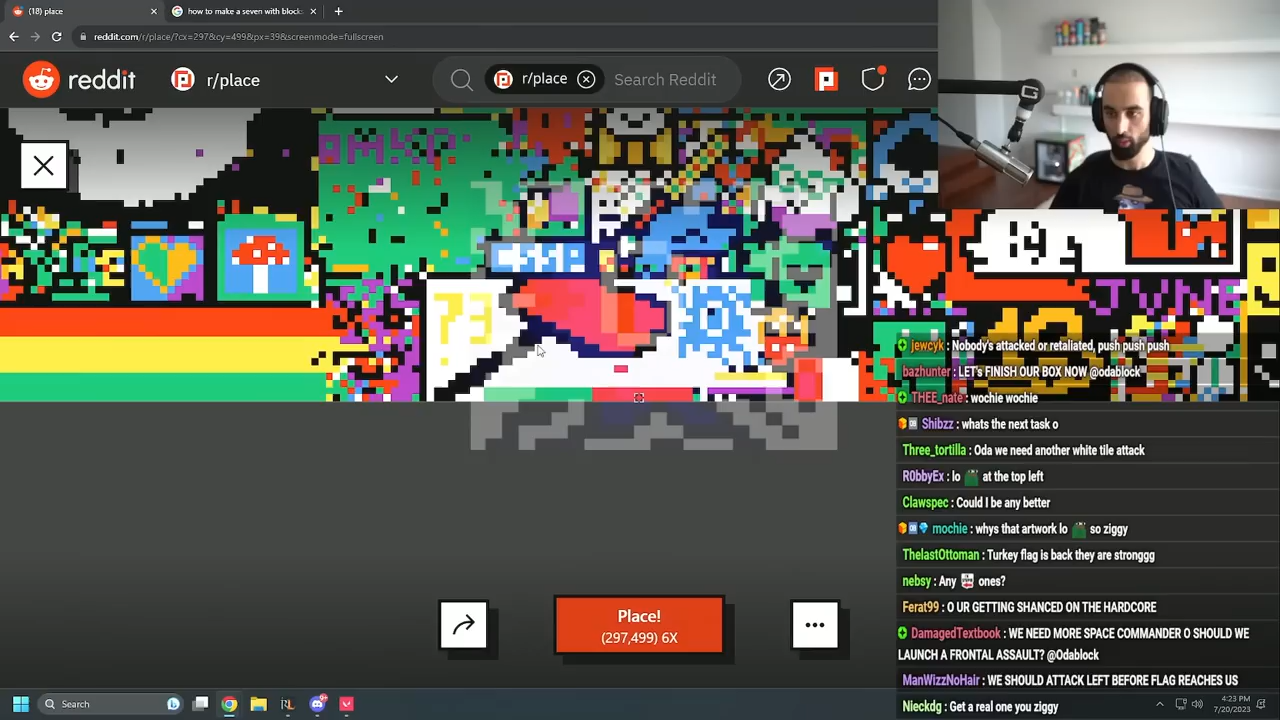 (18) place
how to make a seven with block
reddit.com/r/place/?cx=297&cy=499&px=39&screenmode=fullscreen
reddit
r/place
r/place
Search Reddit
73
jewcyk : Nobody's attacked or retaliated, push push push
bazhunter : LET's FINISH OUR BOX NOW @odablock
THEE_nate : wochie wochie
Shibzz : whats the next task o
Three_tortilla : Oda we need another white tile attack
R0bbyEx : lo at the top left
Clawspec : Could I be any better
mochie : whys that artwork lo so ziggy
ThelastOttoman : Turkey flag is back they are stronggg
nebsy : Any ones?
Ferat99 : O UR GETTING SHANCED ON THE HARDCORE
DamagedTextbook : WE NEED MORE SPACE COMMANDER O SHOULD WE
LAUNCH A FRONTAL ASSAULT? @Odablock
ManWizzNoHair : WE SHOULD ATTACK LEFT BEFORE FLAG REACHES US
Nieckdg : Get a real one you ziggy
Place!
(297,499) 6X
Search
4:23 PM
7/20/2023